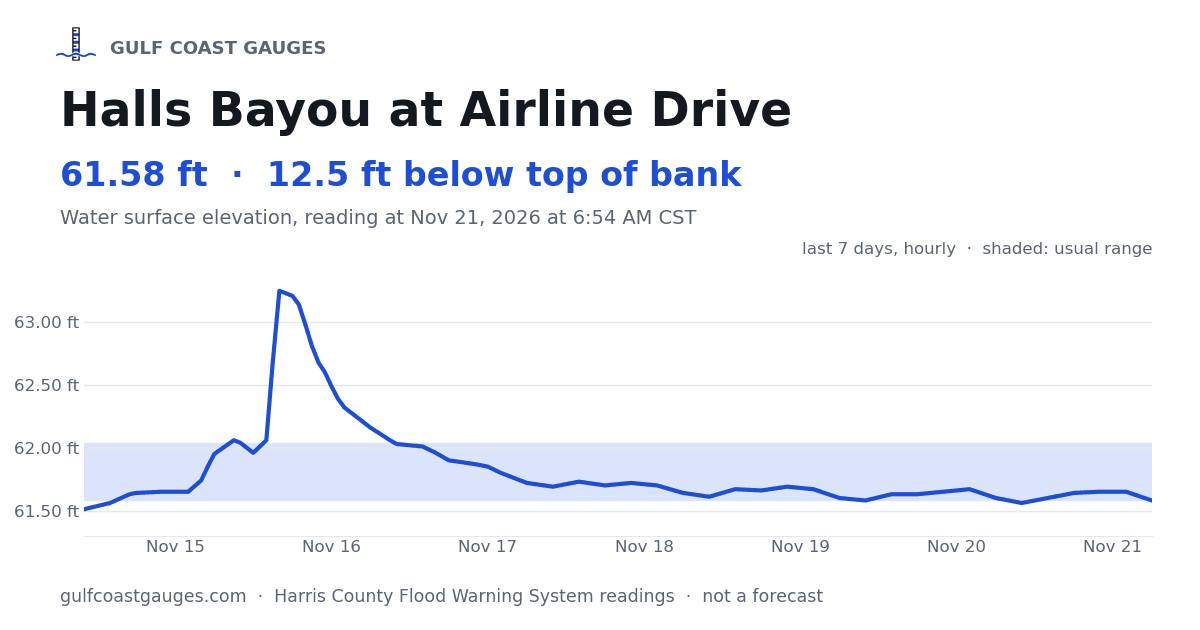 GULF COAST GAUGES
Halls Bayou at Airline Drive
61.58 ft · 12.5 ft below top of bank
Water surface elevation, reading at Nov 21, 2026 at 6:54 AM CST
last 7 days, hourly · shaded: usual range
63.00 ft
62.50 ft
62.00 ft
61.50 ft
Nov 15 Nov 16 Nov 17 Nov 18 Nov 19 Nov 20 Nov 21
gulfcoastgauges.com · Harris County Flood Warning System readings · not a forecast